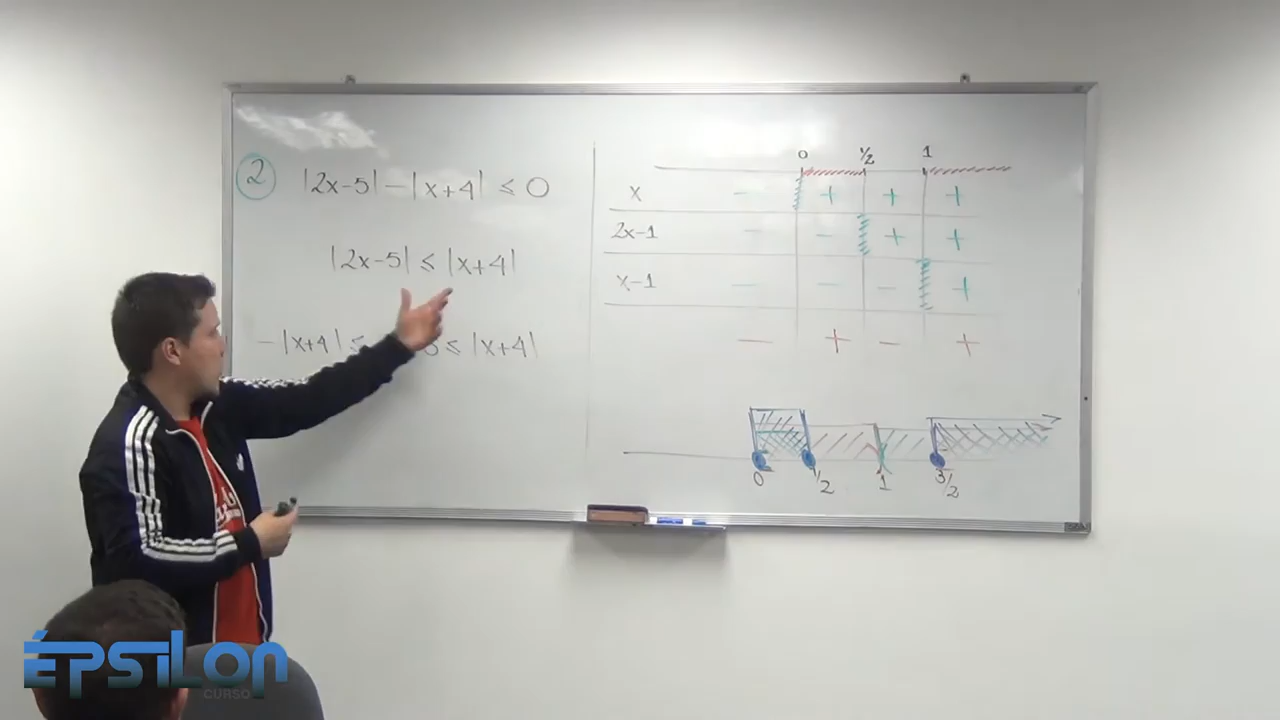 2 |2x-5| - |x+4| ≤ 0
|2x-5| ≤ |x+4|
-|x+4| ≤ 5 ≤ |x+4|
0 1/2 1
x - + + +
2x-1 - - + +
x-1 - - - +
- + - +
0 1/2 1 3/2
ÉPSILON
CURSO